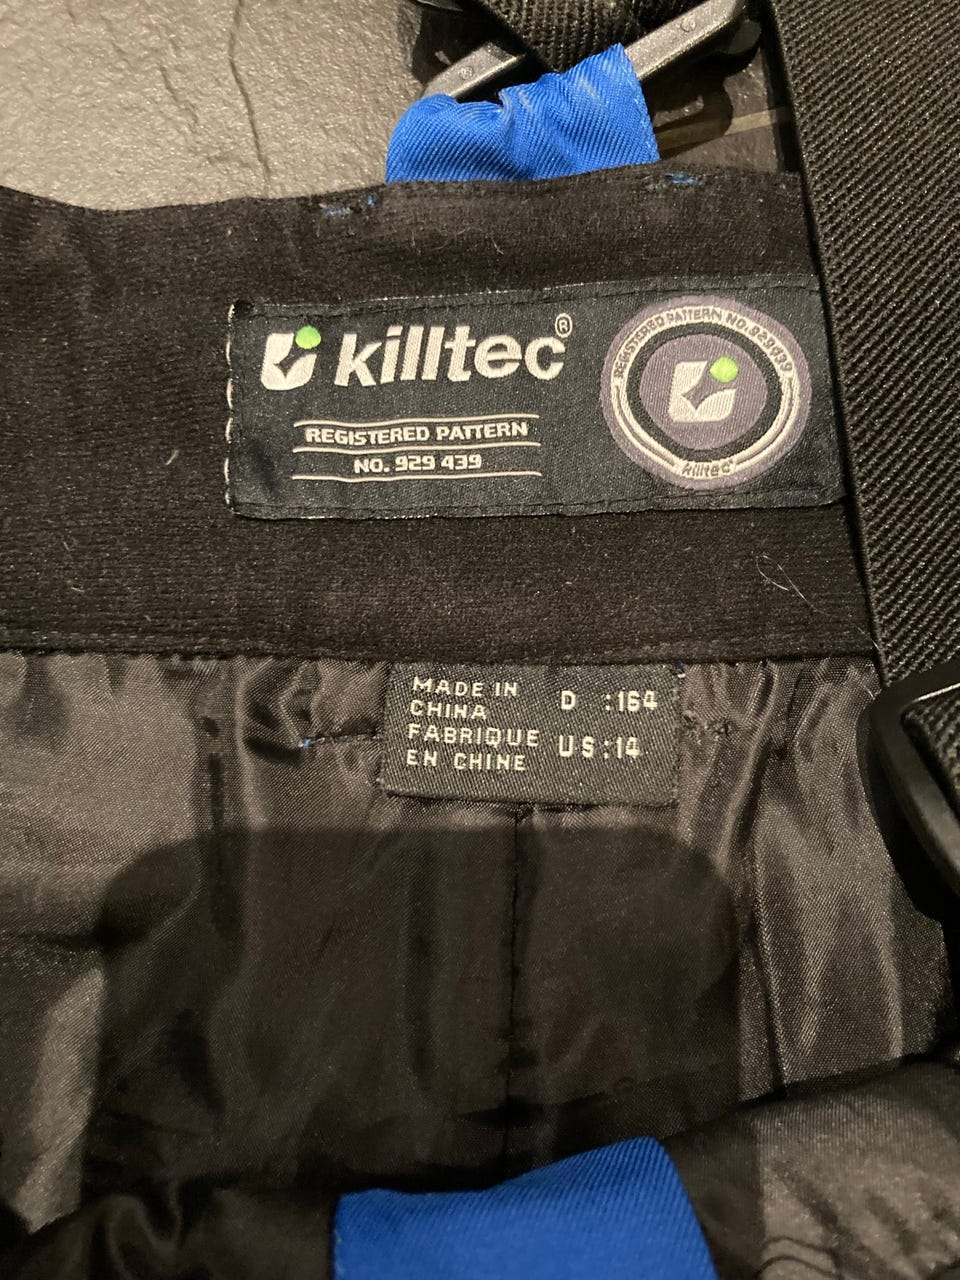 killtec®
REGISTERED PATTERN
NO. 929 439
REGISTERED PATTERN NO. 929439
killtec®
MADE IN
CHINA
FABRIQUE
EN CHINE
D :164
US:14